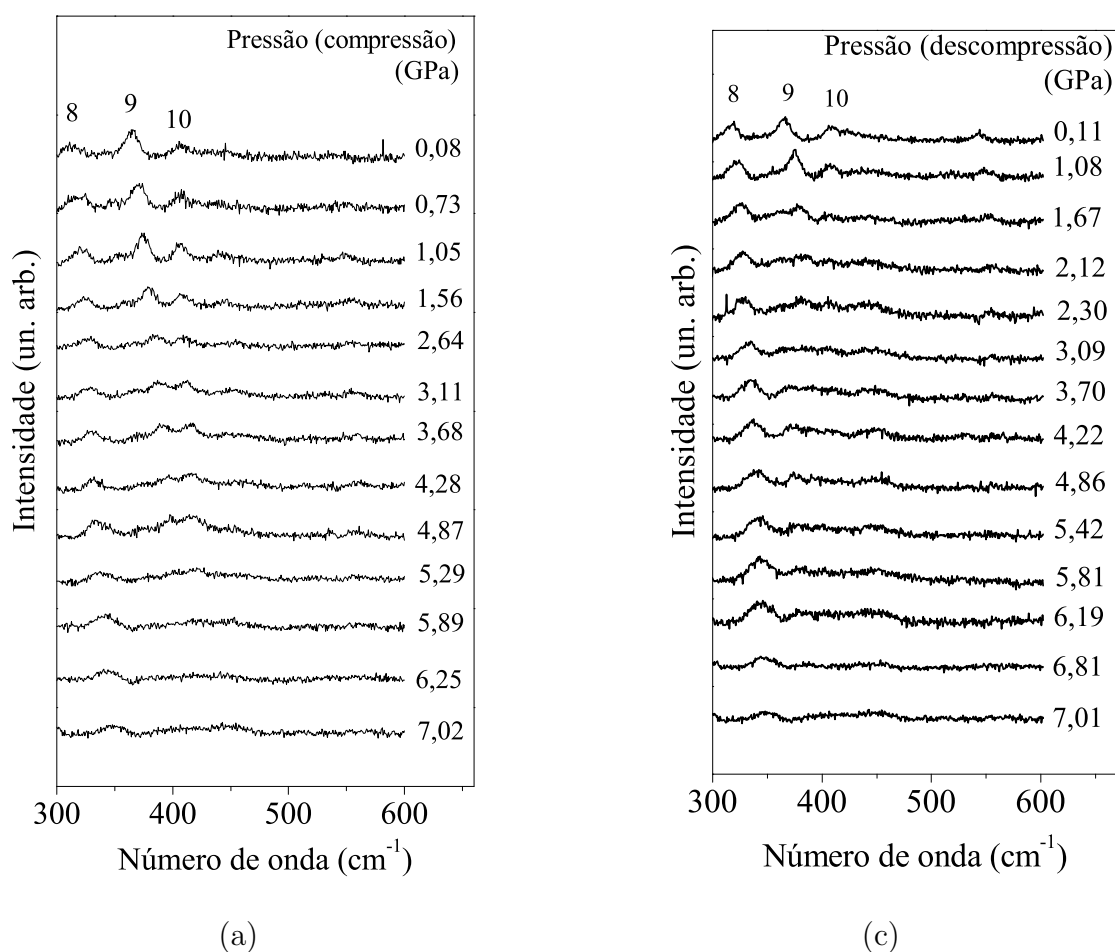 Pressão (compressão)
(GPa)
8
9
10
0,08
0,73
1,05
1,56
2,64
3,11
3,68
4,28
4,87
5,29
5,89
6,25
7,02
Intensidade (un. arb.)
300 400 500 600
Número de onda (cm-1)
(a)
Pressão (descompressão)
(GPa)
8
9
10
0,11
1,08
1,67
2,12
2,30
3,09
3,70
4,22
4,86
5,42
5,81
6,19
6,81
7,01
Intensidade (un. arb.)
300 400 500 600
Número de onda (cm-1)
(c)